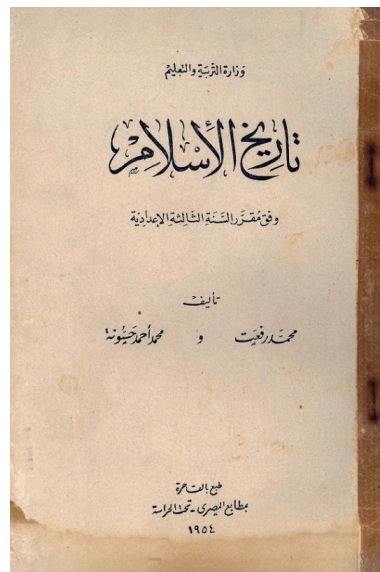 وزارة التربية والتعليم
تاريخ الإسلام
وفق مقرر السنة الثالثة الإعدادية
تأليف
محمد رفعت و محمد أحمد حسونة
طبع بالقاهرة
بمطابع المصري - تحت الحراسة
١٩٥٤